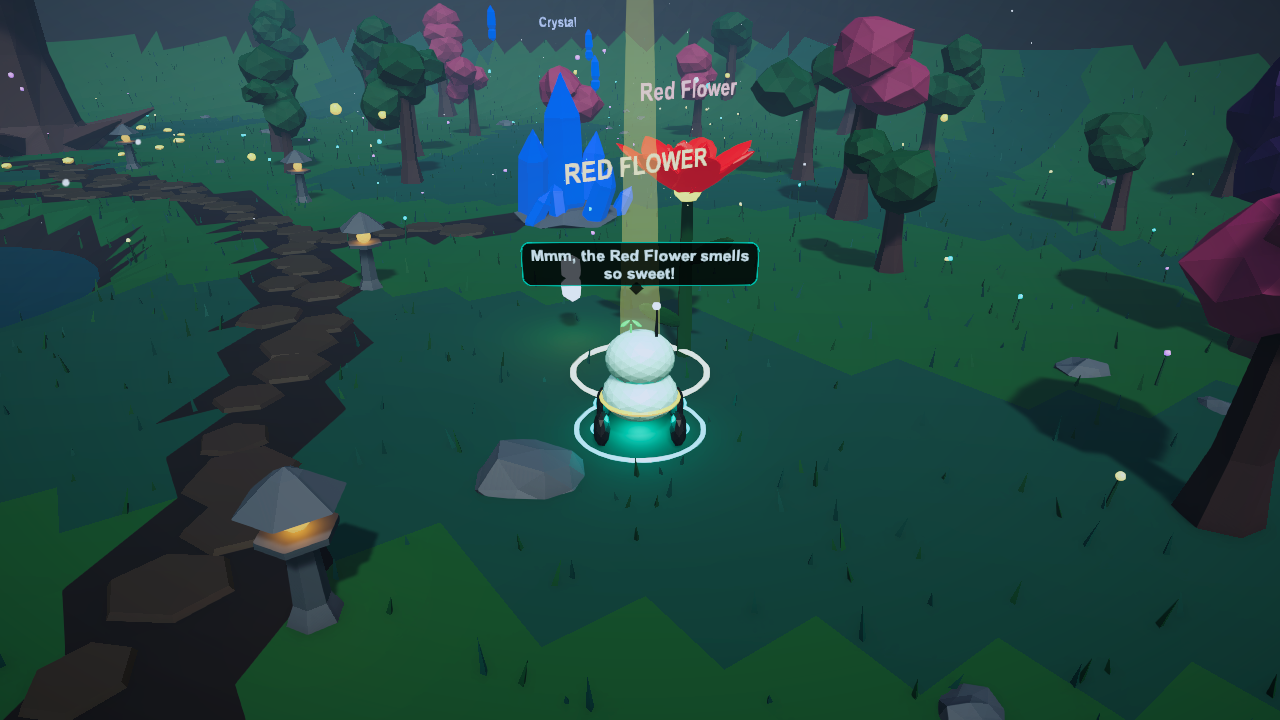 Crystal
Red Flower
RED FLOWER
Mmm, the Red Flower smells
so sweet!